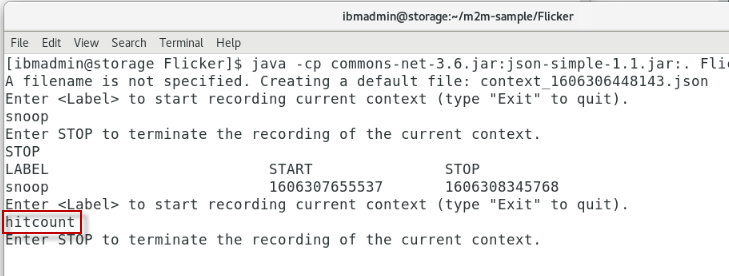 ibmadmin@storage:~/m2m-sample/Flicker
File Edit View Search Terminal Help
[ibmadmin@storage Flicker]$ java -cp commons-net-3.6.jar:json-simple-1.1.jar:. Fli
A filename is not specified. Creating a default file: context_1606306448143.json
Enter <Label> to start recording current context (type "Exit" to quit).
snoop
Enter STOP to terminate the recording of the current context.
STOP
LABEL START STOP
snoop 1606307655537 1606308345768
Enter <Label> to start recording current context (type "Exit" to quit).
hitcount
Enter STOP to terminate the recording of the current context.